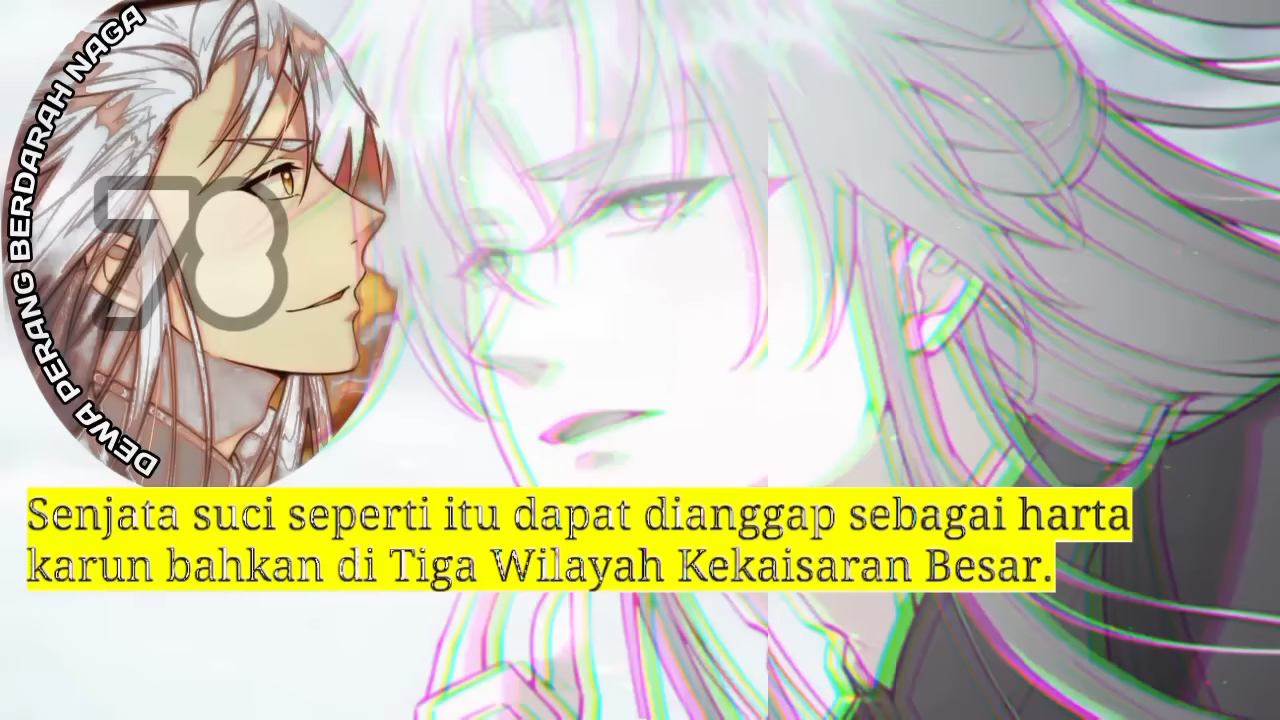 DEWA PERANG BERDARAH NAGA
78
Senjata suci seperti itu dapat dianggap sebagai harta
karun bahkan di Tiga Wilayah Kekaisaran Besar.